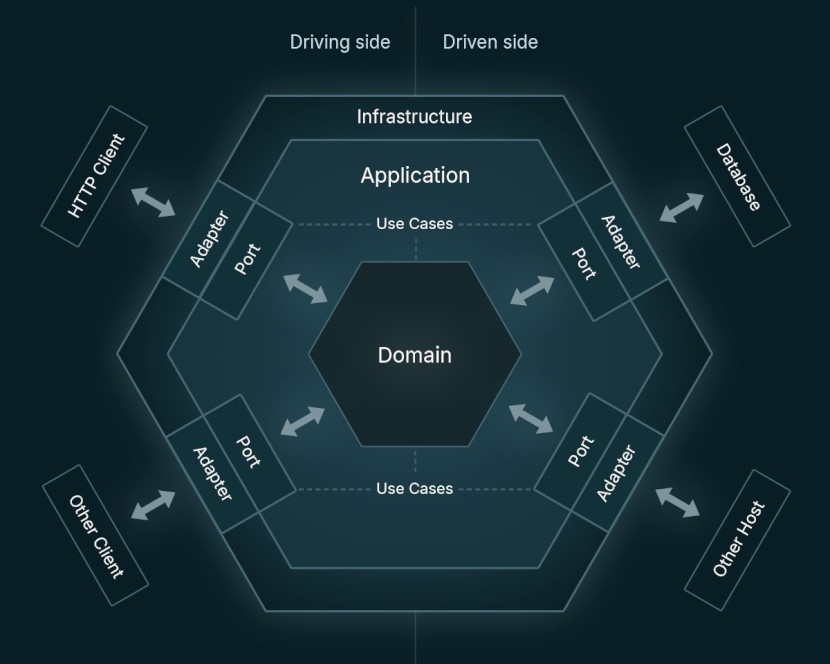 Driving side
Driven side
Infrastructure
Application
HTTP Client
Database
Adapter
Port
Use Cases
Port
Adapter
Domain
Adapter
Port
Use Cases
Port
Adapter
Other Client
Other Host